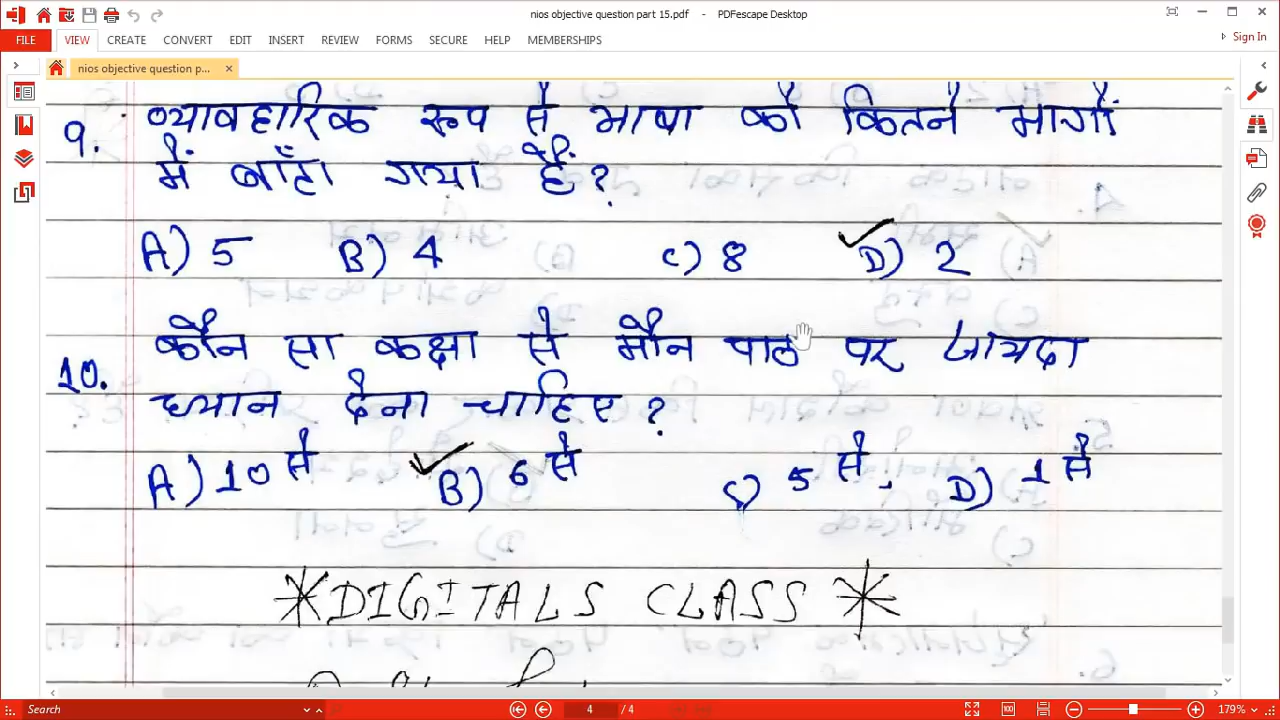 nios objective question part 15.pdf - PDFescape Desktop
FILE VIEW CREATE CONVERT EDIT INSERT REVIEW FORMS SECURE HELP MEMBERSHIPS Sign In
nios objective question p...
9. व्यावहारिक रूप से भाषा को कितने भागों
में बाँटा गया है?
A) 5 B) 4 C) 8 D) 2
10. कौन सा कक्षा से मौन पाठ पर जायदा
ध्यान देना चाहिए?
A) 10 से B) 6 से C) 5 से, D) 1 से
*DIGITALS CLASS*
Search 4 / 4 179%